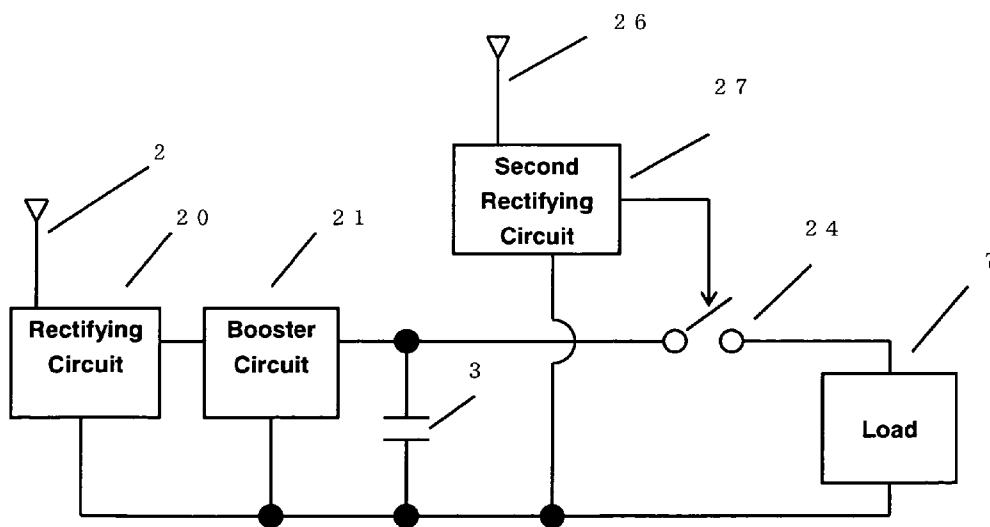 2 6
2 7
Second
Rectifying
Circuit
2
2 0
2 1
2 4
7
Rectifying
Circuit
Booster
Circuit
3
Load